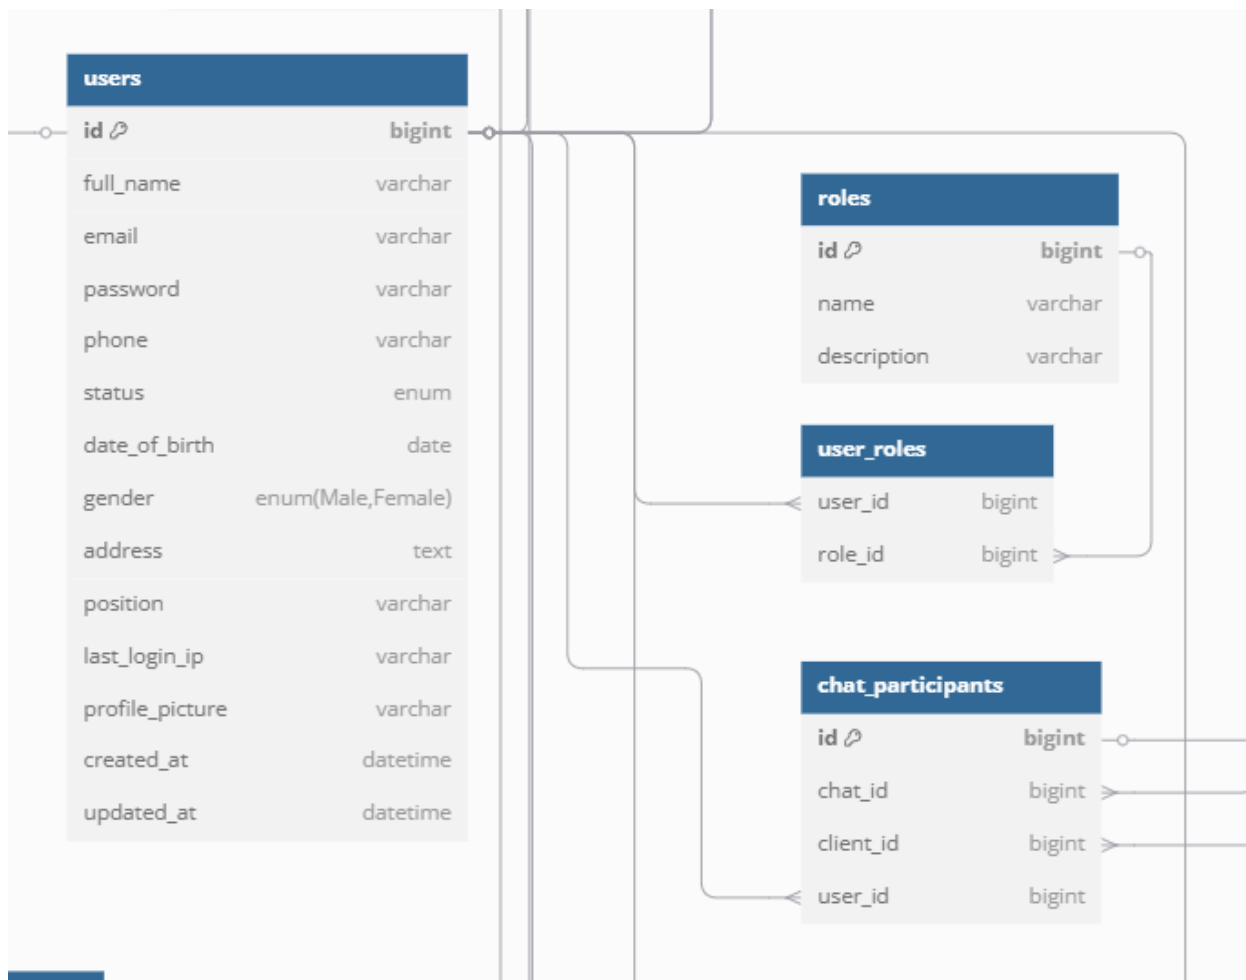 users
id bigint
full_name varchar
email varchar
password varchar
phone varchar
status enum
date_of_birth date
gender enum(Male,Female)
address text
position varchar
last_login_ip varchar
profile_picture varchar
created_at datetime
updated_at datetime
roles
id bigint
name varchar
description varchar
user_roles
user_id bigint
role_id bigint
chat_participants
id bigint
chat_id bigint
client_id bigint
user_id bigint